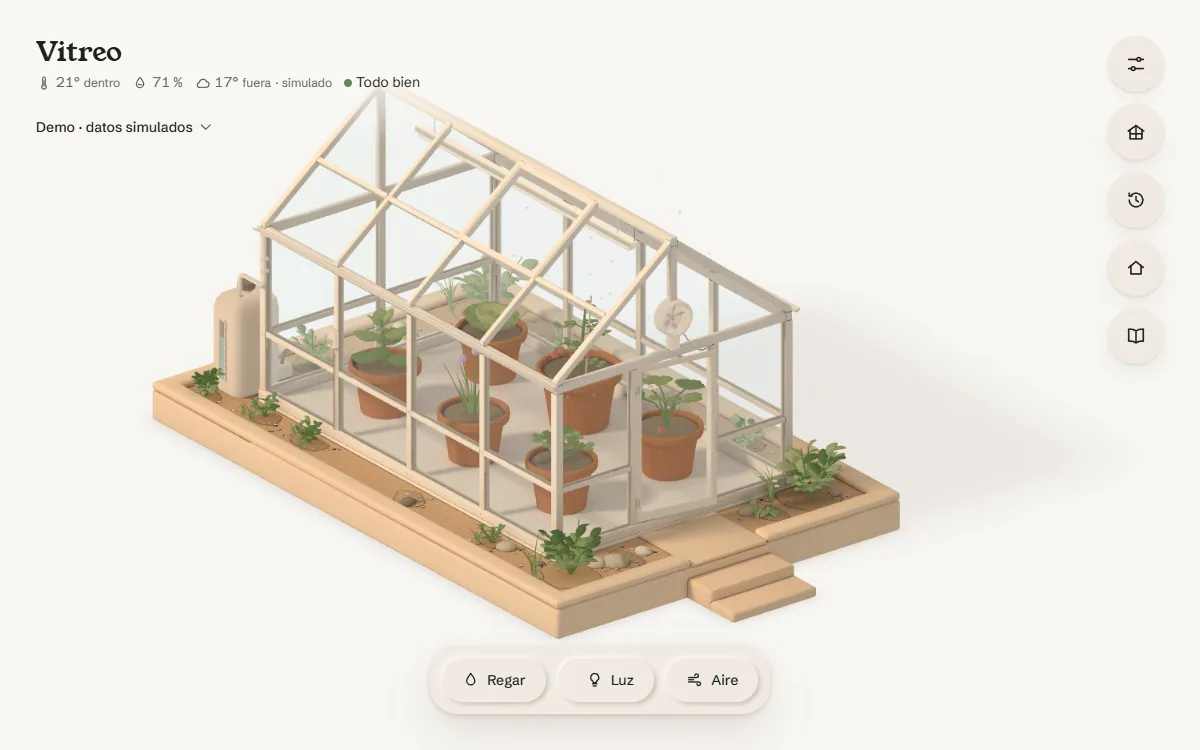 Vitreo
21° dentro 71 % 17° fuera · simulado Todo bien
Demo · datos simulados
Regar Luz Aire